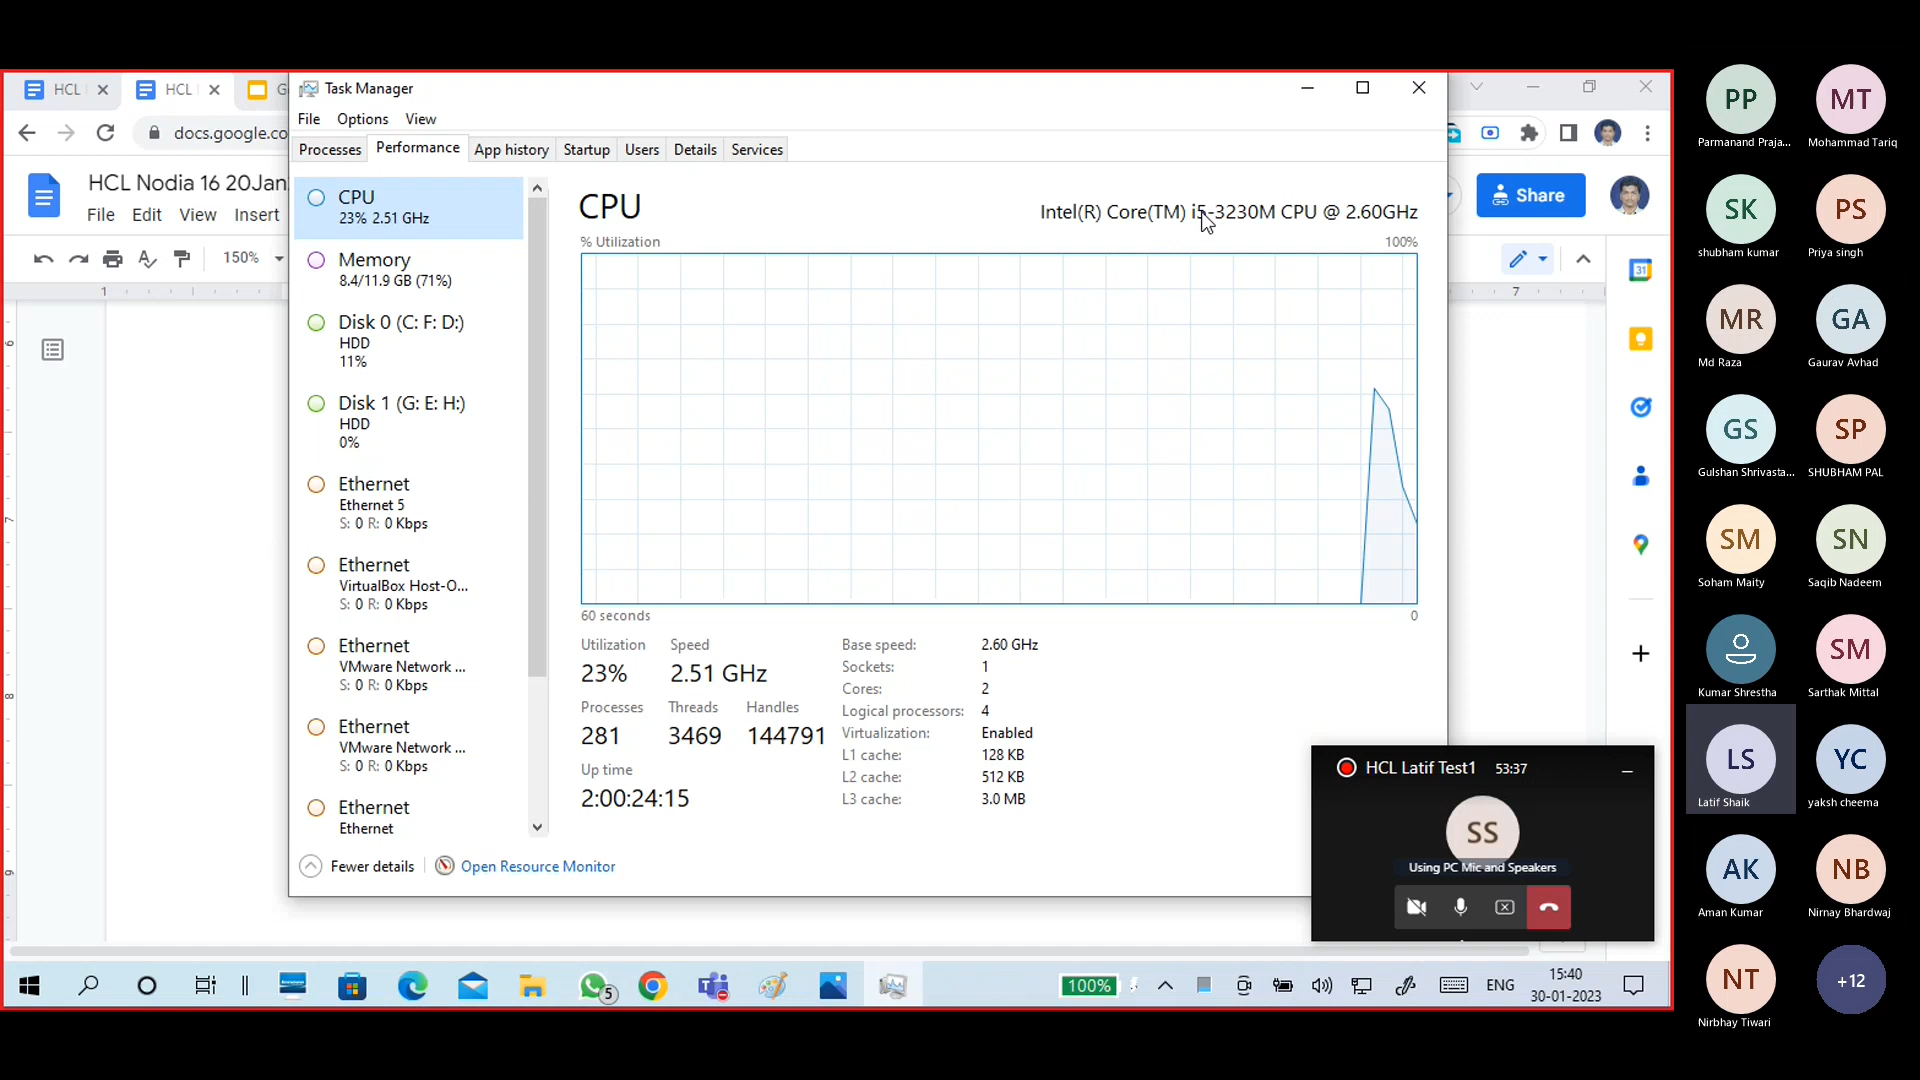 HCL
HCL
G
docs.google.co
HCL Nodia 16 20Jan
File Edit View Insert
150%
Share
1
7
6
7
8
9
31
Task Manager
File Options View
Processes Performance App history Startup Users Details Services
CPU
23% 2.51 GHz
Memory
8.4/11.9 GB (71%)
Disk 0 (C: F: D:)
HDD
11%
Disk 1 (G: E: H:)
HDD
0%
Ethernet
Ethernet 5
S: 0 R: 0 Kbps
Ethernet
VirtualBox Host-O...
S: 0 R: 0 Kbps
Ethernet
VMware Network ...
S: 0 R: 0 Kbps
Ethernet
VMware Network ...
S: 0 R: 0 Kbps
Ethernet
Ethernet
CPU
Intel(R) Core(TM) i5-3230M CPU @ 2.60GHz
% Utilization 100%
60 seconds 0
Utilization Speed
23% 2.51 GHz
Processes Threads Handles
281 3469 144791
Up time
2:00:24:15
Base speed: 2.60 GHz
Sockets: 1
Cores: 2
Logical processors: 4
Virtualization: Enabled
L1 cache: 128 KB
L2 cache: 512 KB
L3 cache: 3.0 MB
Fewer details Open Resource Monitor
HCL Latif Test1 53:37
SS
Using PC Mic and Speakers
5
100%
ENG
15:40
30-01-2023
PP MT
Parmanand Praja... Mohammad Tariq
SK PS
shubham kumar Priya singh
MR GA
Md Raza Gaurav Avhad
GS SP
Gulshan Shrivasta... SHUBHAM PAL
SM SN
Soham Maity Saqib Nadeem
SM
Kumar Shrestha Sarthak Mittal
LS YC
Latif Shaik yaksh cheema
AK NB
Aman Kumar Nirnay Bhardwaj
NT +12
Nirbhay Tiwari